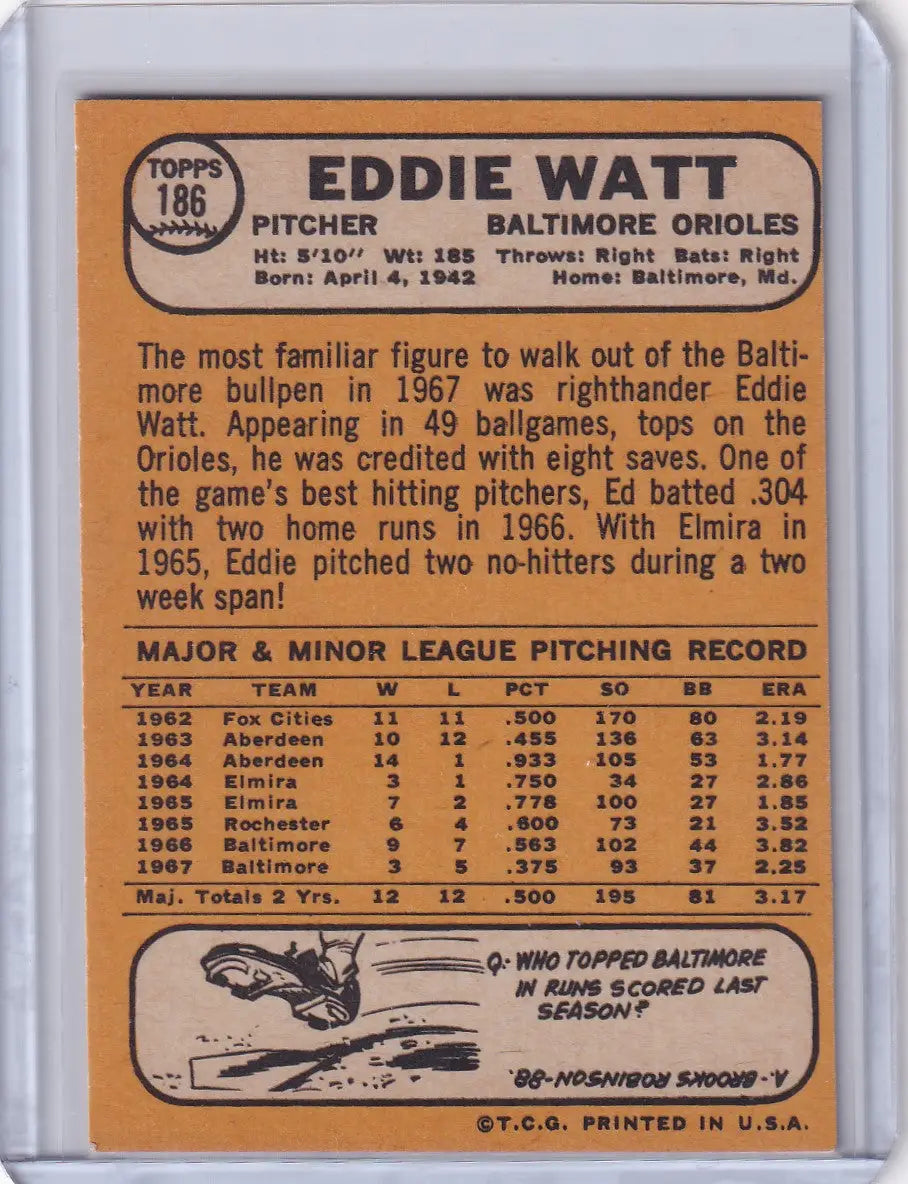 TOPPS
186
EDDIE WATT
PITCHER BALTIMORE ORIOLES
Ht: 5'10" Wt: 185 Throws: Right Bats: Right
Born: April 4, 1942 Home: Baltimore, Md.
The most familiar figure to walk out of the Balti-
more bullpen in 1967 was righthander Eddie
Watt. Appearing in 49 ballgames, tops on the
Orioles, he was credited with eight saves. One of
the game's best hitting pitchers, Ed batted .304
with two home runs in 1966. With Elmira in
1965, Eddie pitched two no-hitters during a two
week span!
MAJOR & MINOR LEAGUE PITCHING RECORD
YEAR TEAM W L PCT SO BB ERA
1962 Fox Cities 11 11 .500 170 80 2.19
1963 Aberdeen 10 12 .455 136 63 3.14
1964 Aberdeen 14 1 .933 105 53 1.77
1964 Elmira 3 1 .750 34 27 2.86
1965 Elmira 7 2 .778 100 27 1.85
1965 Rochester 6 4 .600 73 21 3.52
1966 Baltimore 9 7 .563 102 44 3.82
1967 Baltimore 3 5 .375 93 37 2.25
Maj. Totals 2 Yrs. 12 12 .500 195 81 3.17
Q.- WHO TOPPED BALTIMORE
IN RUNS SCORED LAST
SEASON?
A.- BROOKS ROBINSON-88.
©T.C.G. PRINTED IN U.S.A.